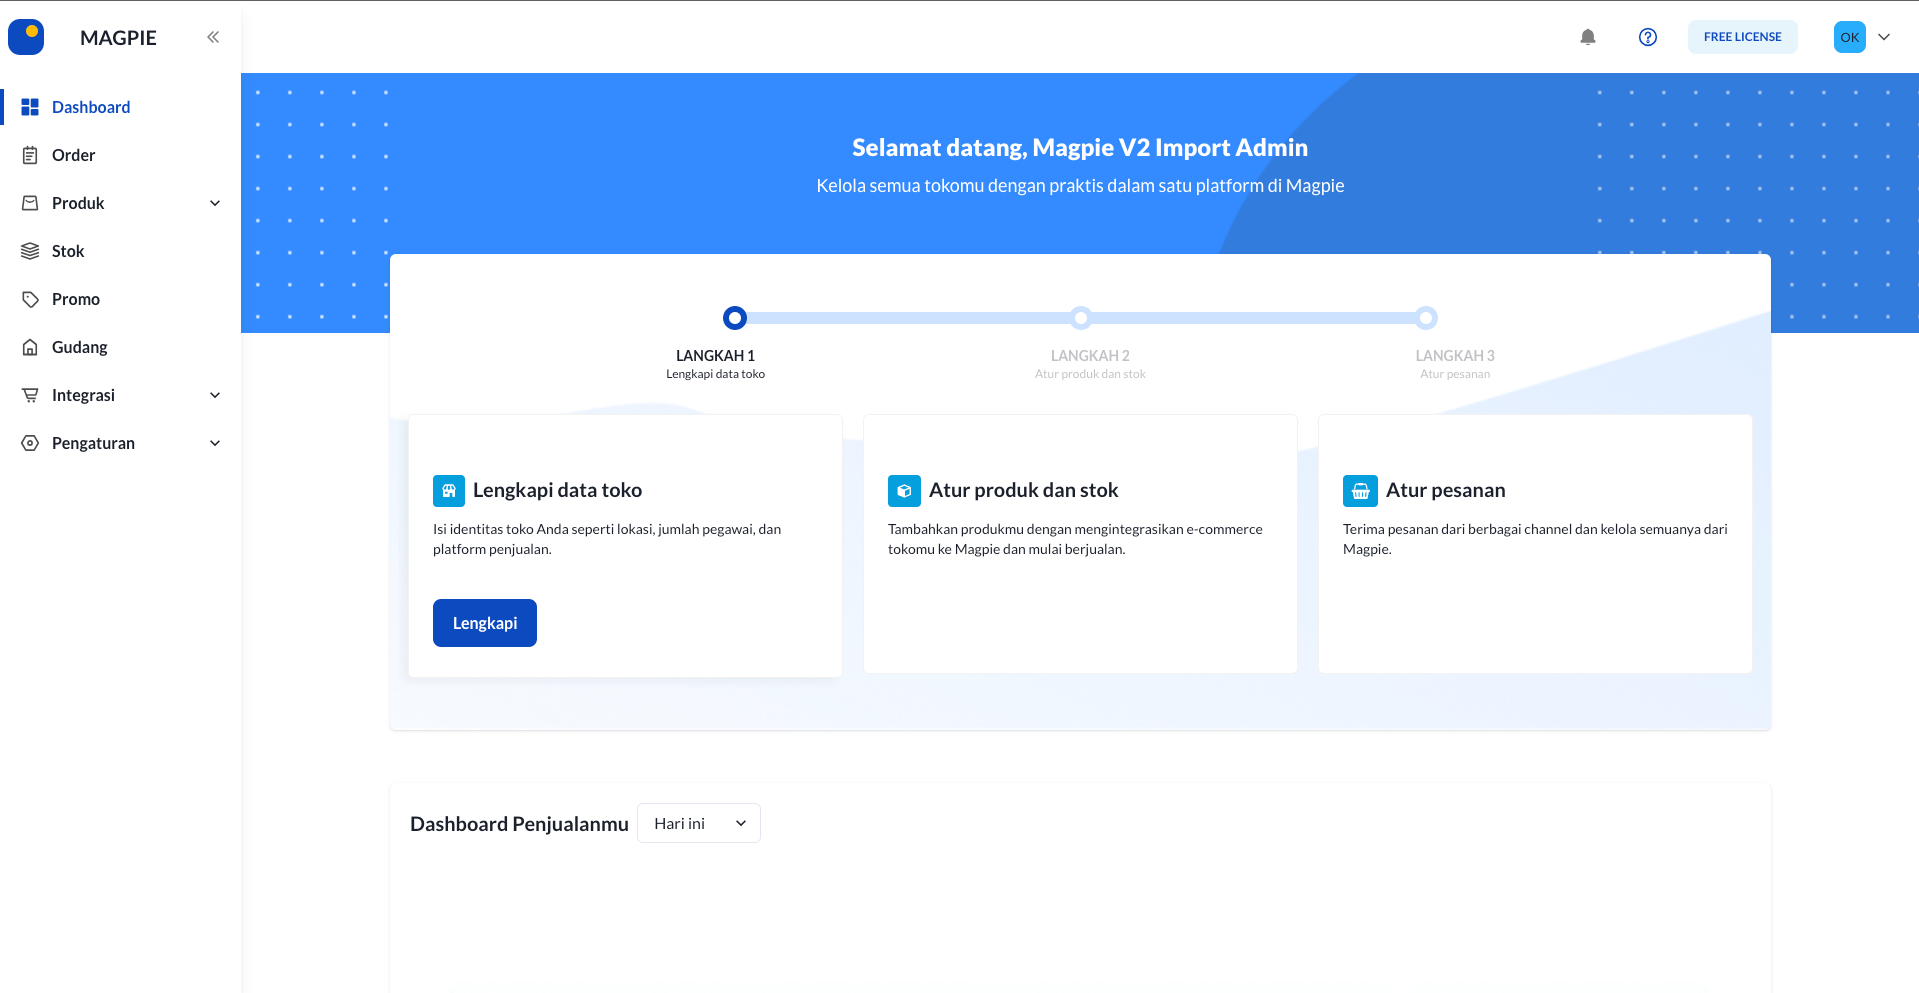 MAGPIE
FREE LICENSE
OK
Dashboard
Order
Produk
Stok
Promo
Gudang
Integrasi
Pengaturan
Selamat datang, Magpie V2 Import Admin
Kelola semua tokomu dengan praktis dalam satu platform di Magpie
LANGKAH 1
Lengkapi data toko
LANGKAH 2
Atur produk dan stok
LANGKAH 3
Atur pesanan
Lengkapi data toko
Isi identitas toko Anda seperti lokasi, jumlah pegawai, dan
platform penjualan.
Lengkapi
Atur produk dan stok
Tambahkan produkmu dengan mengintegrasikan e-commerce
tokomu ke Magpie dan mulai berjualan.
Atur pesanan
Terima pesanan dari berbagai channel dan kelola semuanya dari
Magpie.
Dashboard Penjualanmu
Hari ini